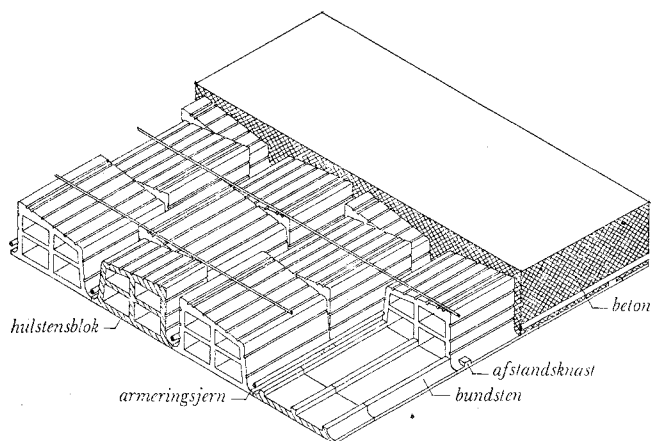 beton
hulstensblok
afstandsknast
armeringsjern
bundsten